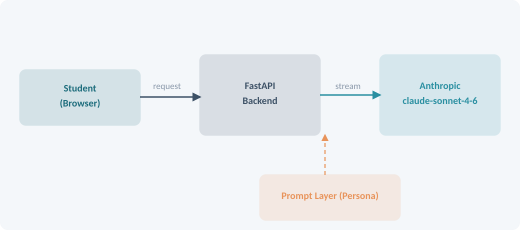 Student
(Browser)
request
FastAPI
Backend
stream
Anthropic
claude-sonnet-4-6
Prompt Layer (Persona)